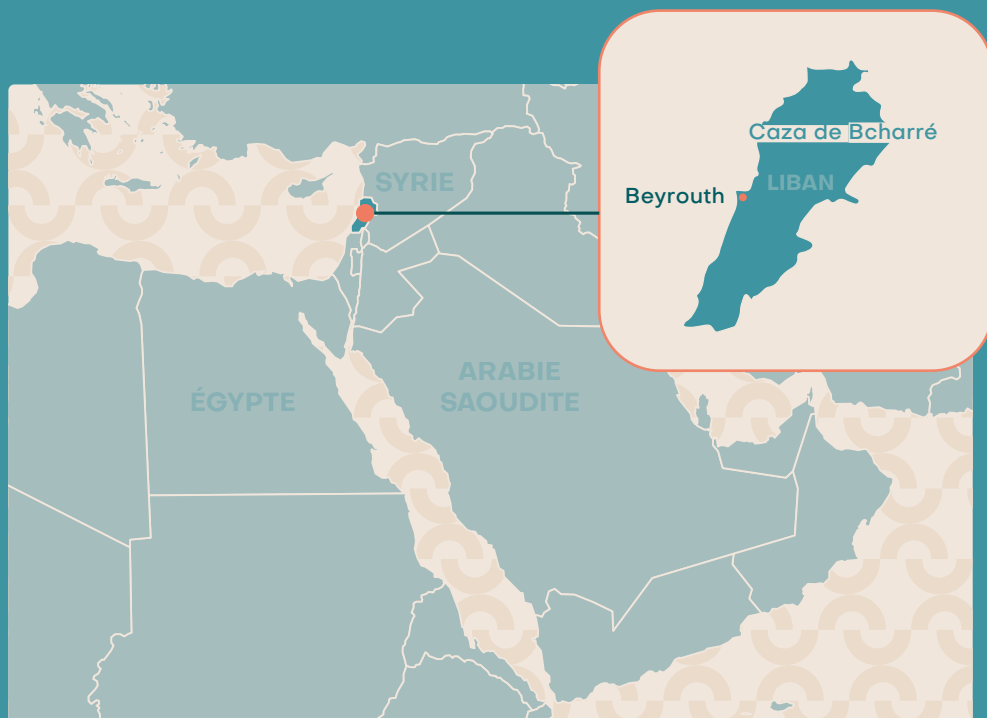 Caza de Bcharré
SYRIE
LIBAN
Beyrouth
ARABIE
SAOUDITE
ÉGYPTE